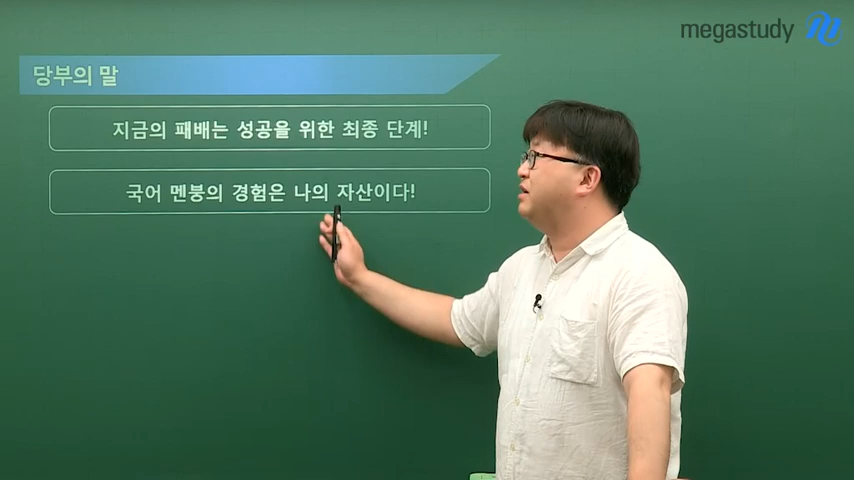 megastudy
당부의 말
지금의 패배는 성공을 위한 최종 단계!
국어 멘붕의 경험은 나의 자산이다!